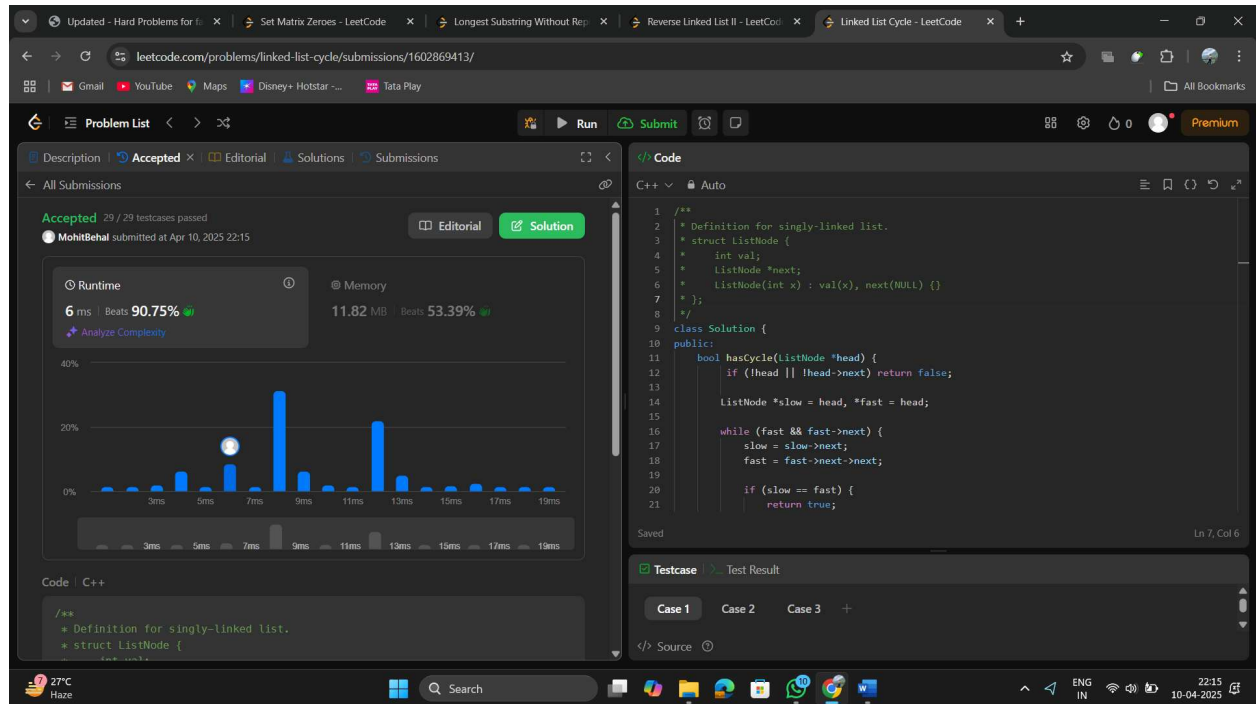 Updated - Hard Problems for fa
Set Matrix Zeroes - LeetCode
Longest Substring Without Rep
Reverse Linked List II - LeetCod
Linked List Cycle - LeetCode
leetcode.com/problems/linked-list-cycle/submissions/1602869413/
Gmail YouTube Maps Disney+ Hotstar -... Tata Play All Bookmarks
Problem List Run Submit 0 Premium
Description Accepted Editorial Solutions Submissions
All Submissions
Accepted 29 / 29 testcases passed
MohitBehal submitted at Apr 10, 2025 22:15
Editorial Solution
Runtime
6 ms Beats 90.75%
Analyze Complexity
Memory
11.82 MB Beats 53.39%
40%
20%
0%
3ms 5ms 7ms 9ms 11ms 13ms 15ms 17ms 19ms
3ms 5ms 7ms 9ms 11ms 13ms 15ms 17ms 19ms
Code C++
/**
* Definition for singly-linked list.
* struct ListNode {
* int val;
</> Code
C++ Auto
1 /**
2 * Definition for singly-linked list.
3 * struct ListNode {
4 * int val;
5 * ListNode *next;
6 * ListNode(int x) : val(x), next(NULL) {}
7 * };
8 */
9 class Solution {
10 public:
11 bool hasCycle(ListNode *head) {
12 if (!head || !head->next) return false;
13
14 ListNode *slow = head, *fast = head;
15
16 while (fast && fast->next) {
17 slow = slow->next;
18 fast = fast->next->next;
19
20 if (slow == fast) {
21 return true;
Saved Ln 7, Col 6
Testcase Test Result
Case 1 Case 2 Case 3 +
</> Source
7 27°C
Haze
Search
10
ENG
IN
22:15
10-04-2025